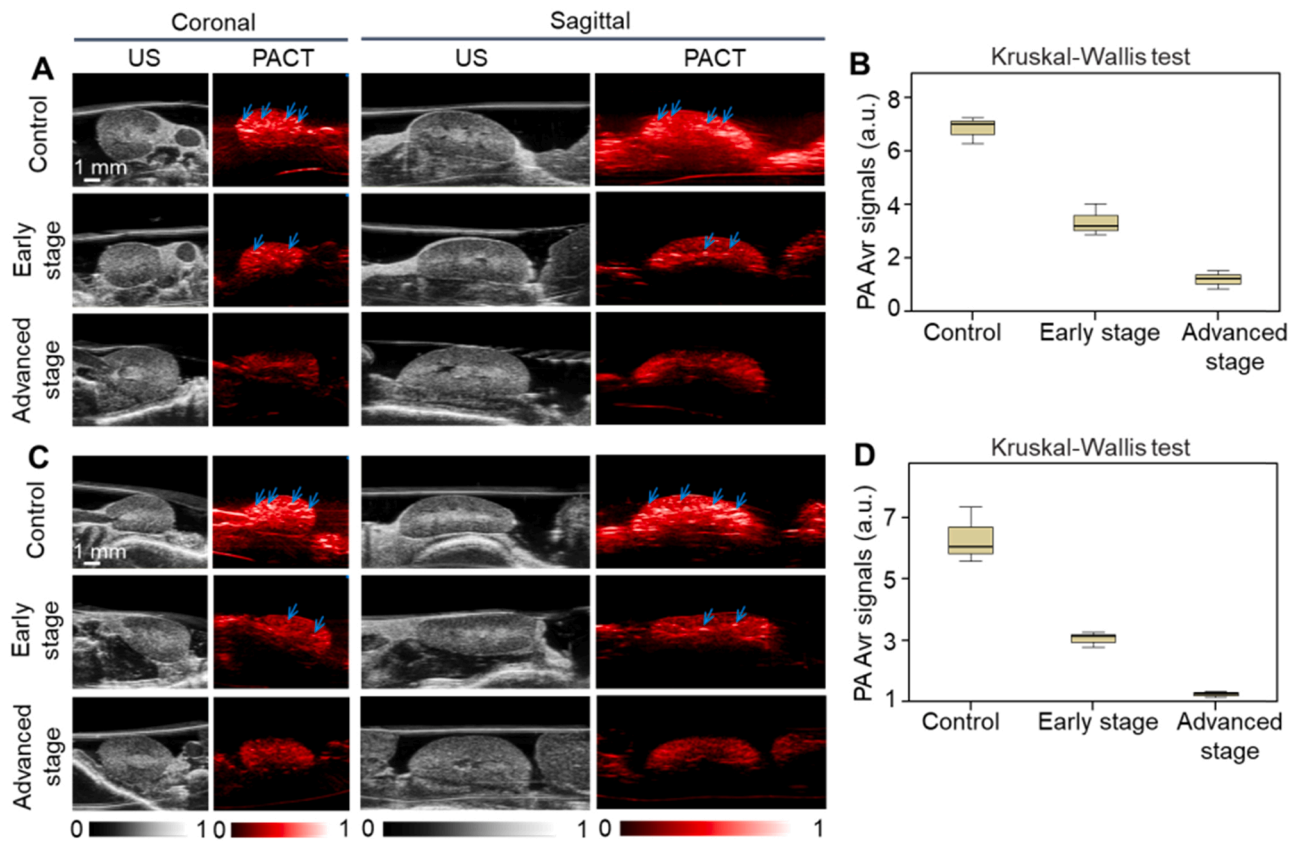 Coronal
Sagittal
US
PACT
US
PACT
A
Control
1 mm
Early
stage
Advanced
stage
B
Kruskal-Wallis test
PA Avr signals (a.u.)
8
6
4
2
0
Control
Early stage
Advanced
stage
C
Control
1 mm
Early
stage
Advanced
stage
0
1
0
1
0
1
0
1
D
Kruskal-Wallis test
PA Avr signals (a.u.)
7
5
3
1
Control
Early stage
Advanced
stage